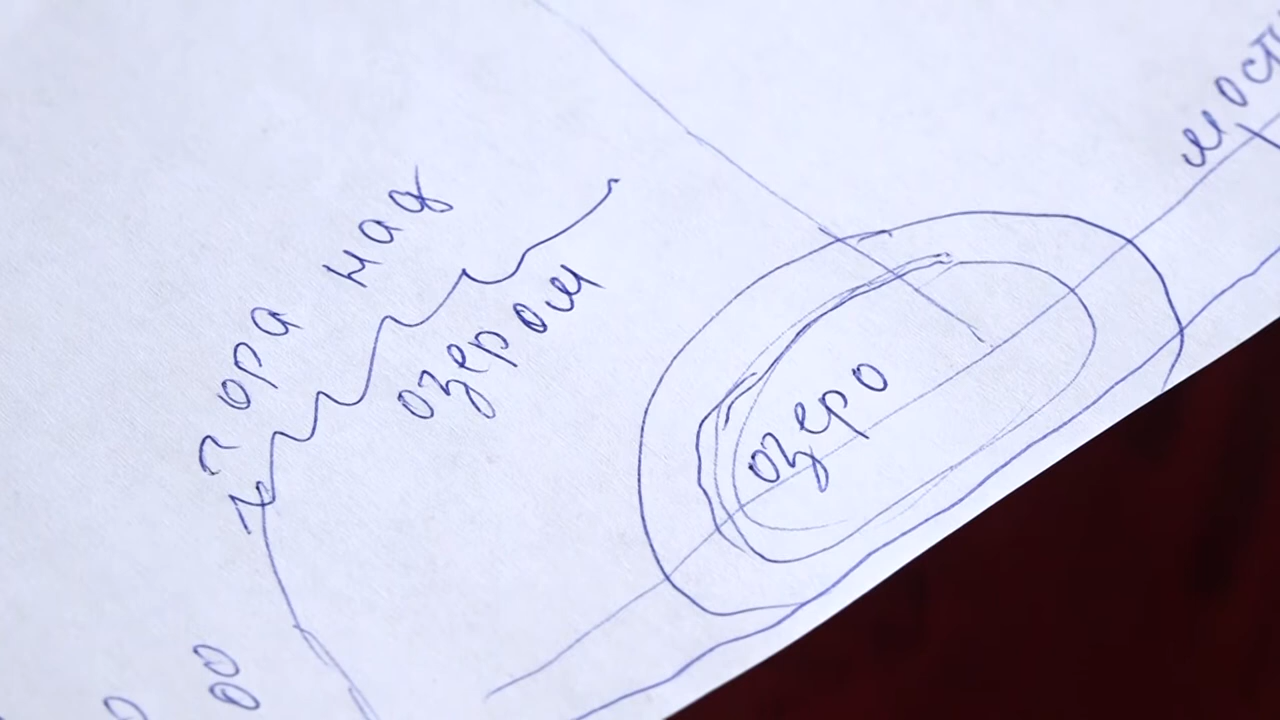 гора над
озером
озеро